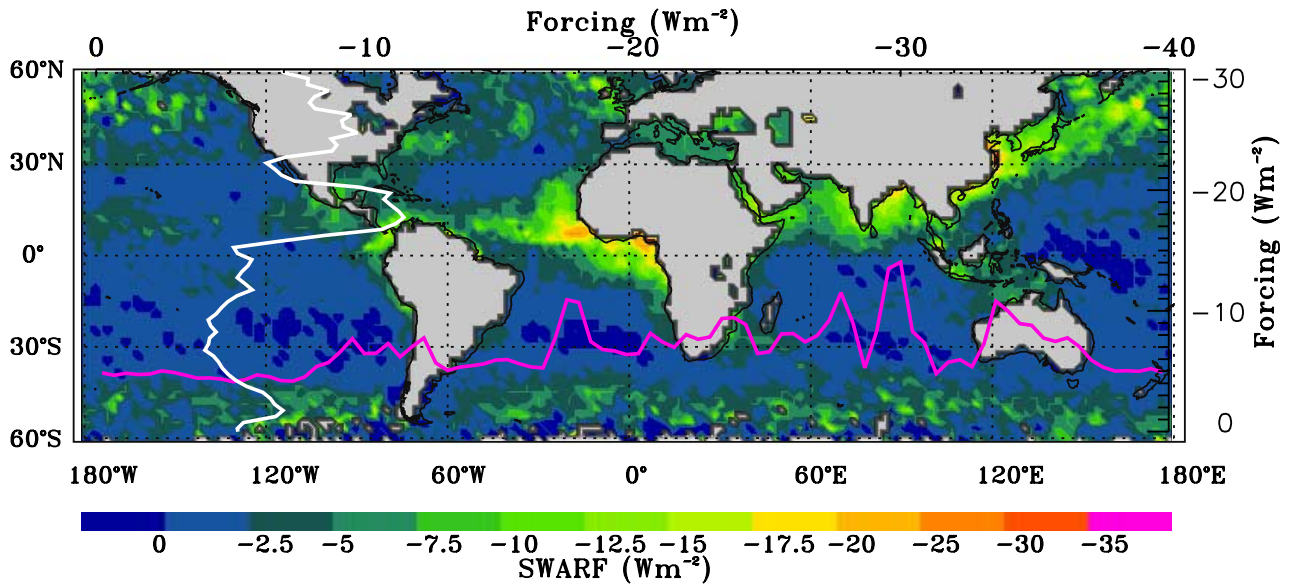 Forcing (Wm⁻²)
0 −10 −20 −30 −40
60°N
30°N
0°
30°S
60°S
−30
−20
−10
0
Forcing (Wm⁻²)
180°W 120°W 60°W 0° 60°E 120°E 180°E
0 −2.5 −5 −7.5 −10 −12.5 −15 −17.5 −20 −25 −30 −35
SWARF (Wm⁻²)